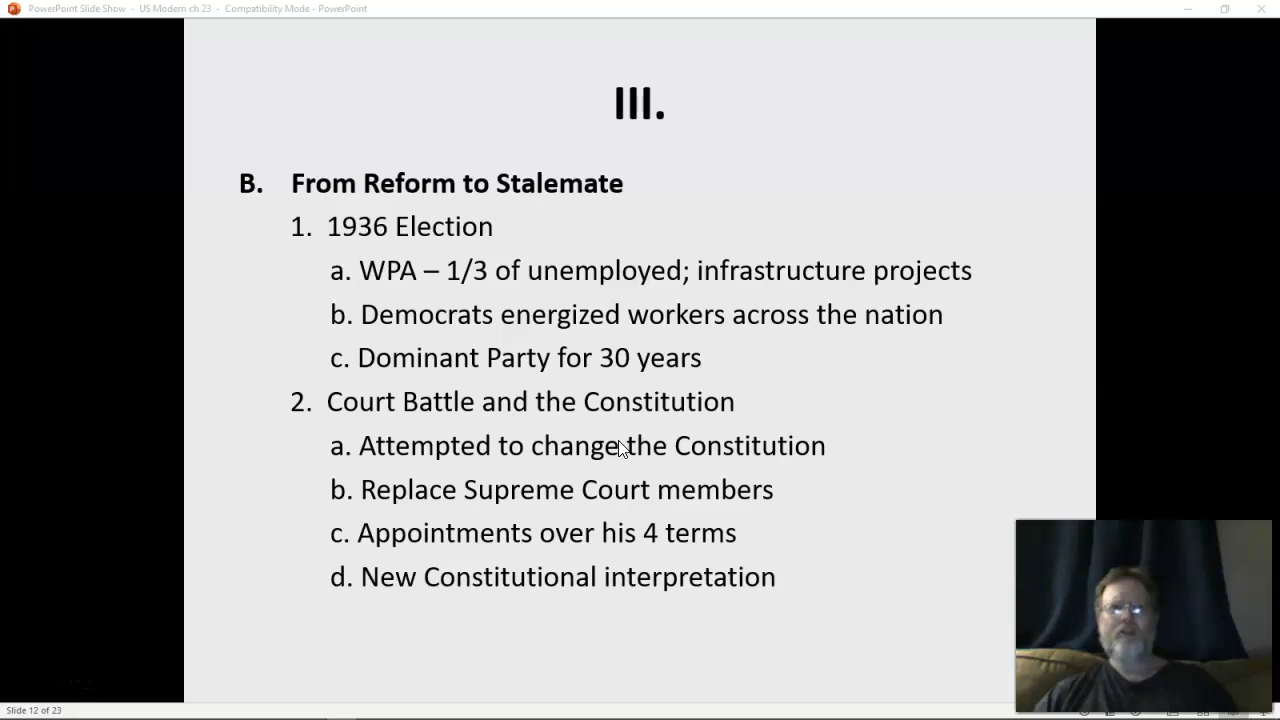 PowerPoint Slide Show - US Modern ch 23 - Compatibility Mode - PowerPoint
III.
B. From Reform to Stalemate
1. 1936 Election
a. WPA – 1/3 of unemployed; infrastructure projects
b. Democrats energized workers across the nation
c. Dominant Party for 30 years
2. Court Battle and the Constitution
a. Attempted to change the Constitution
b. Replace Supreme Court members
c. Appointments over his 4 terms
d. New Constitutional interpretation
Slide 12 of 23